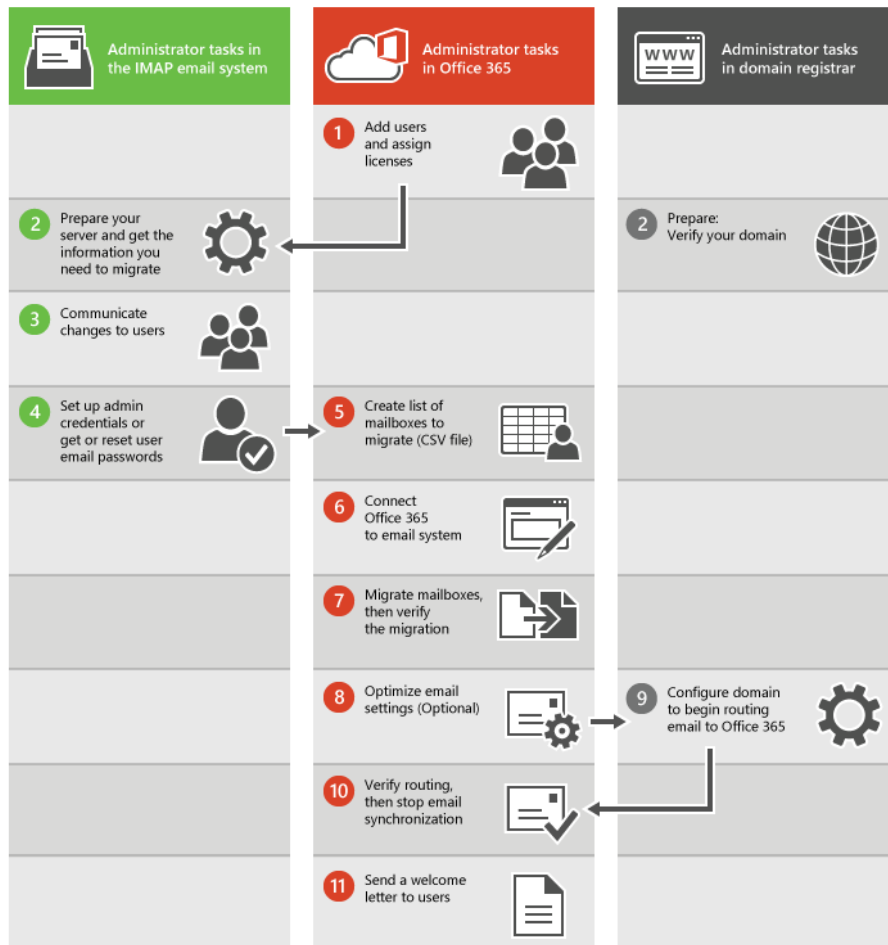 Administrator tasks in
the IMAP email system
Administrator tasks
in Office 365
WWW
Administrator tasks
in domain registrar
1
Add users
and assign
licenses
2
Prepare your
server and get the
information you
need to migrate
2
Prepare:
Verify your domain
3
Communicate
changes to users
4
Set up admin
credentials or
get or reset user
email passwords
5
Create list of
mailboxes to
migrate (CSV file)
6
Connect
Office 365
to email system
7
Migrate mailboxes,
then verify
the migration
8
Optimize email
settings (Optional)
9
Configure domain
to begin routing
email to Office 365
10
Verify routing,
then stop email
synchronization
11
Send a welcome
letter to users